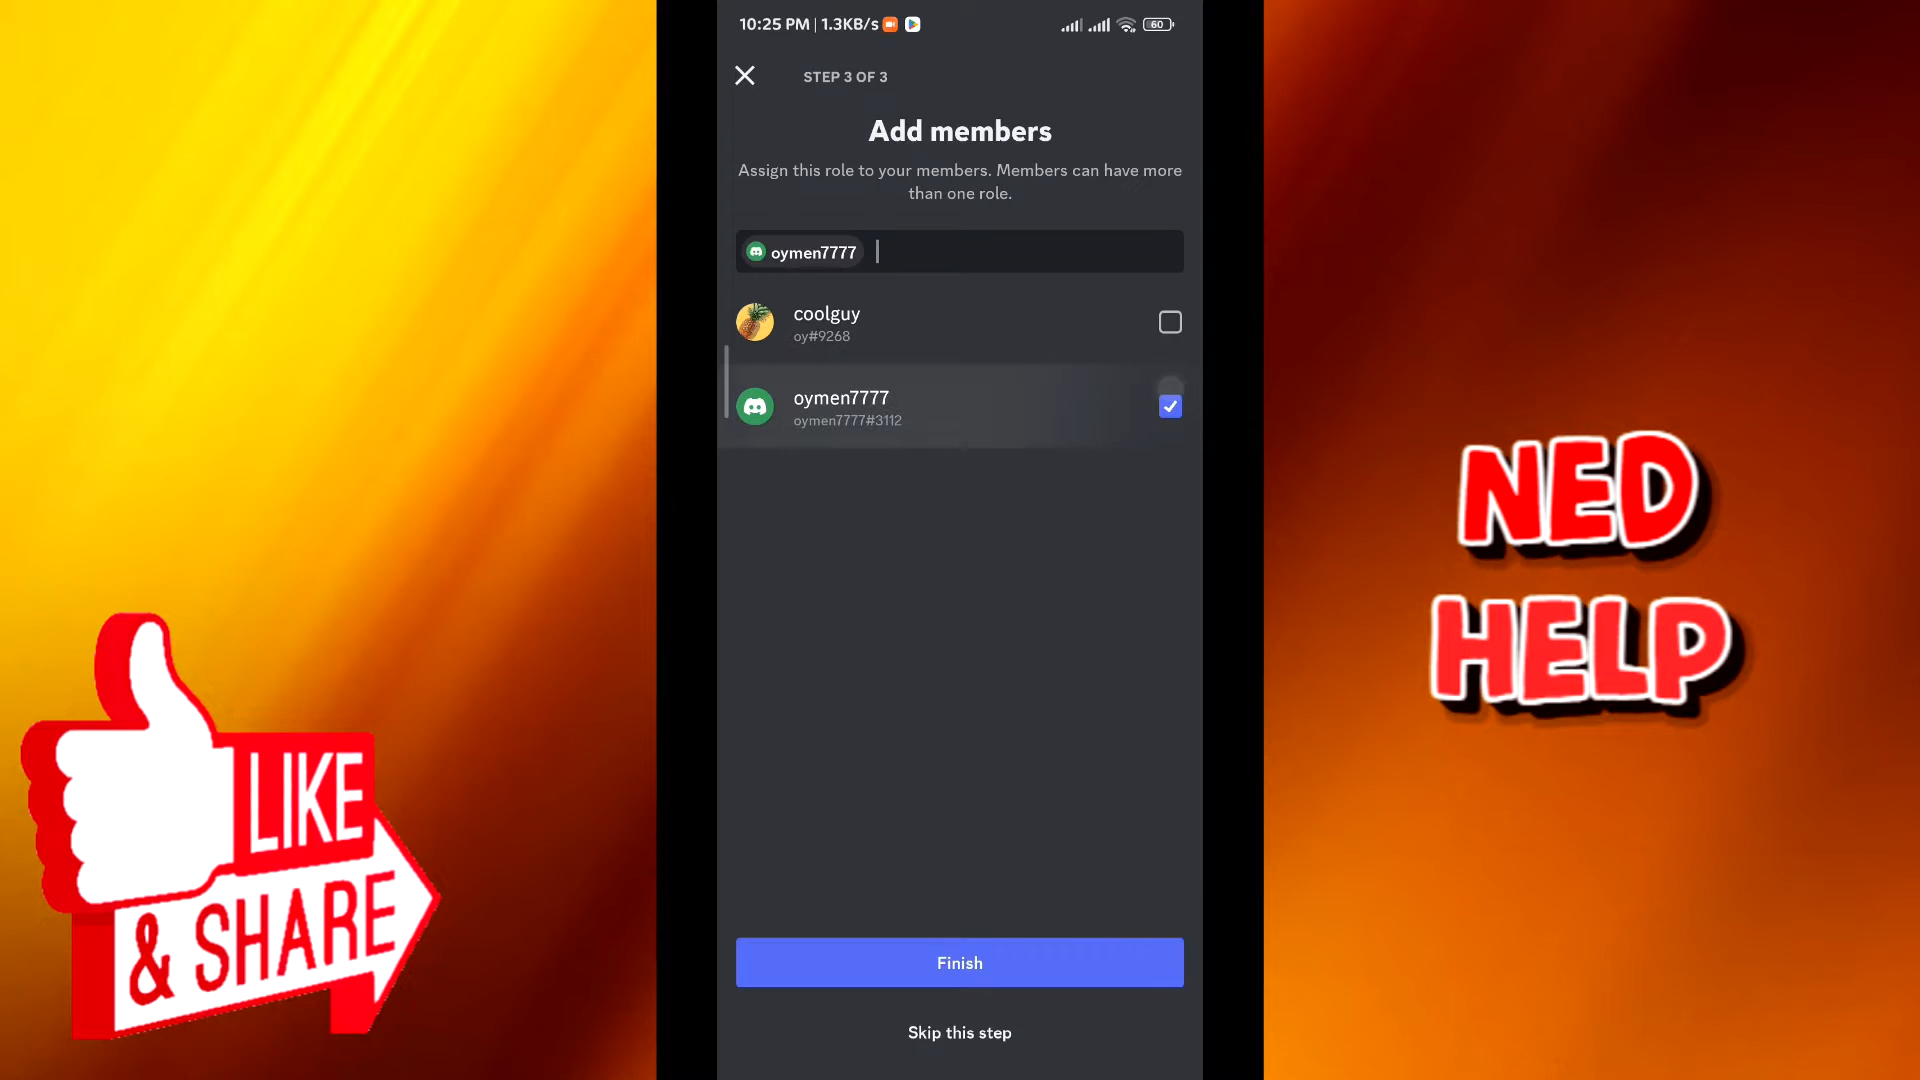 10:25 PM | 1.3KB/s
60
STEP 3 OF 3
Add members
Assign this role to your members. Members can have more
than one role.
oymen7777
coolguy
oy#9268
oymen7777
oymen7777#3112
Finish
Skip this step
LIKE
& SHARE
NED
HELP